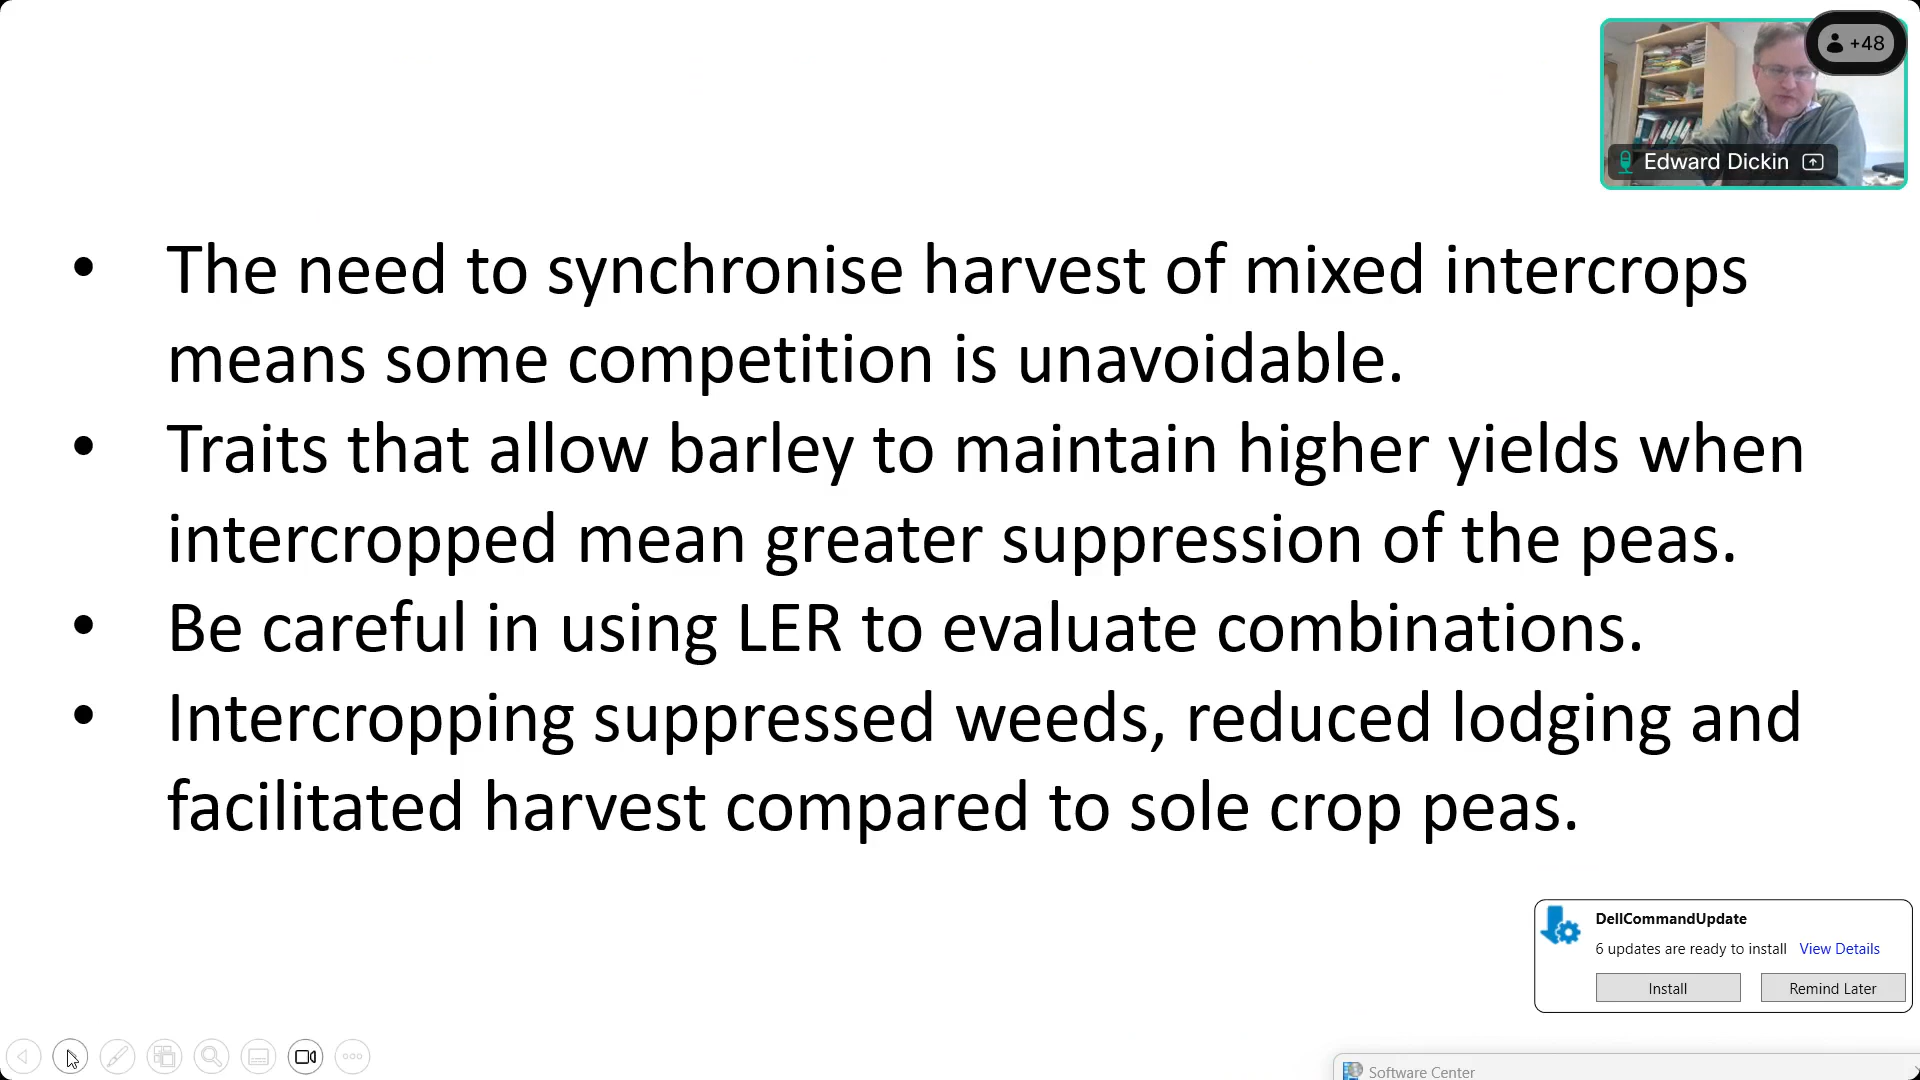 +48
Edward Dickin
• The need to synchronise harvest of mixed intercrops
means some competition is unavoidable.
• Traits that allow barley to maintain higher yields when
intercropped mean greater suppression of the peas.
• Be careful in using LER to evaluate combinations.
• Intercropping suppressed weeds, reduced lodging and
facilitated harvest compared to sole crop peas.
DellCommandUpdate
6 updates are ready to install View Details
Install Remind Later
Software Center